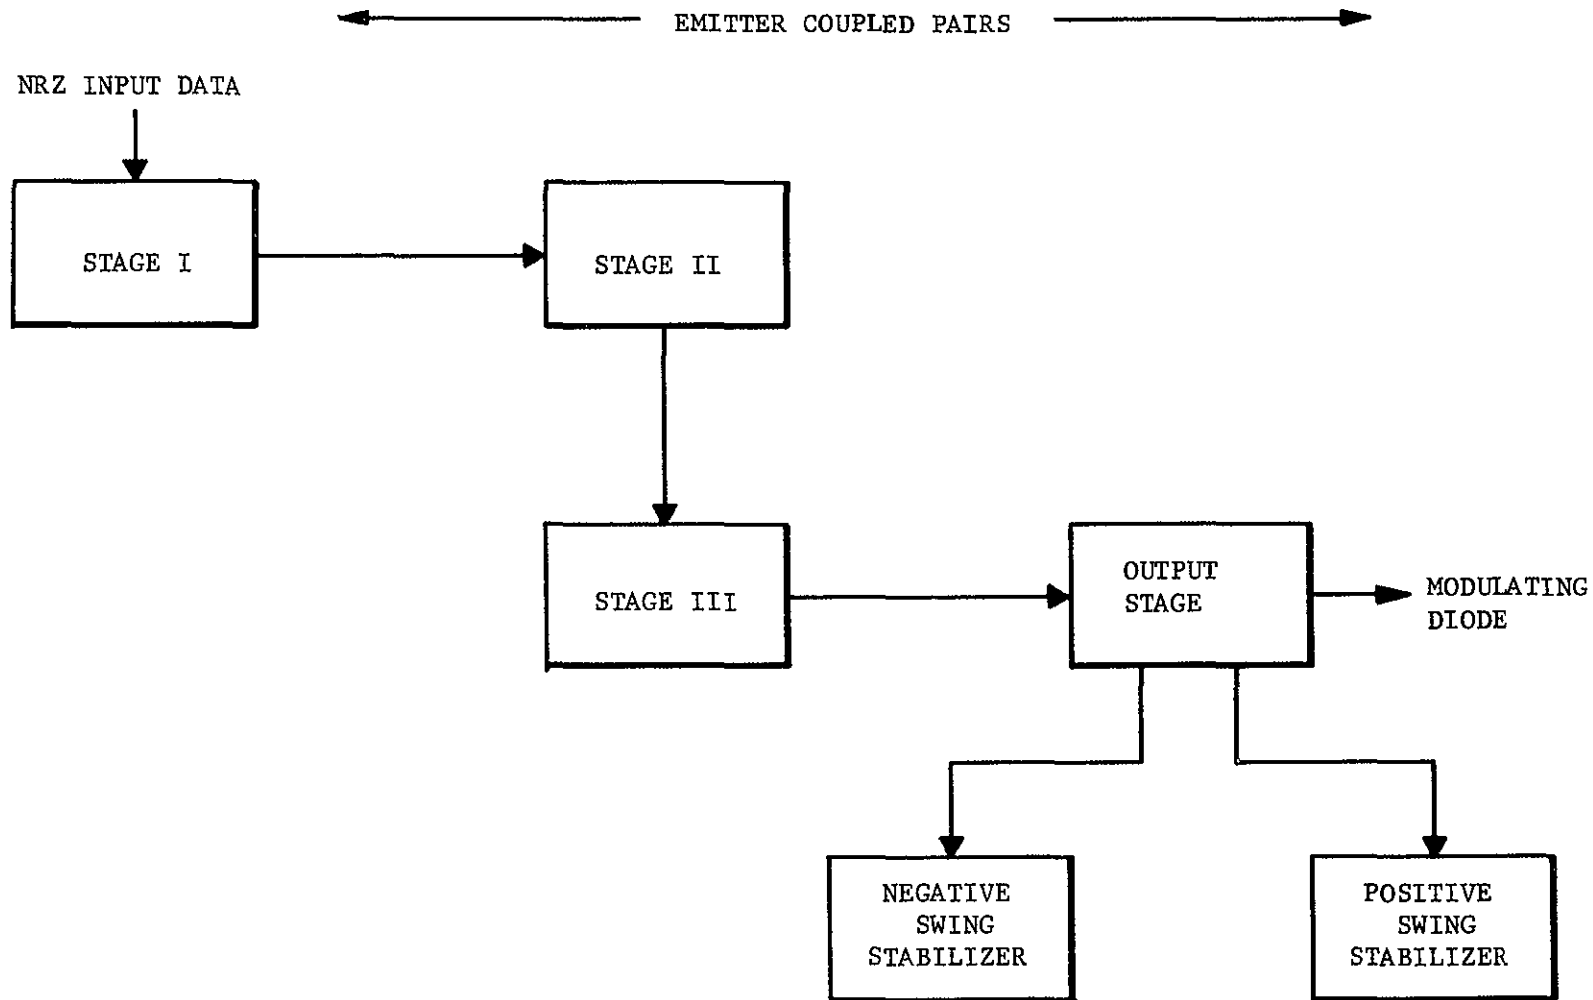 EMITTER COUPLED PAIRS
NRZ INPUT DATA
STAGE I
STAGE II
STAGE III
OUTPUT
STAGE
MODULATING
DIODE
NEGATIVE
SWING
STABILIZER
POSITIVE
SWING
STABILIZER